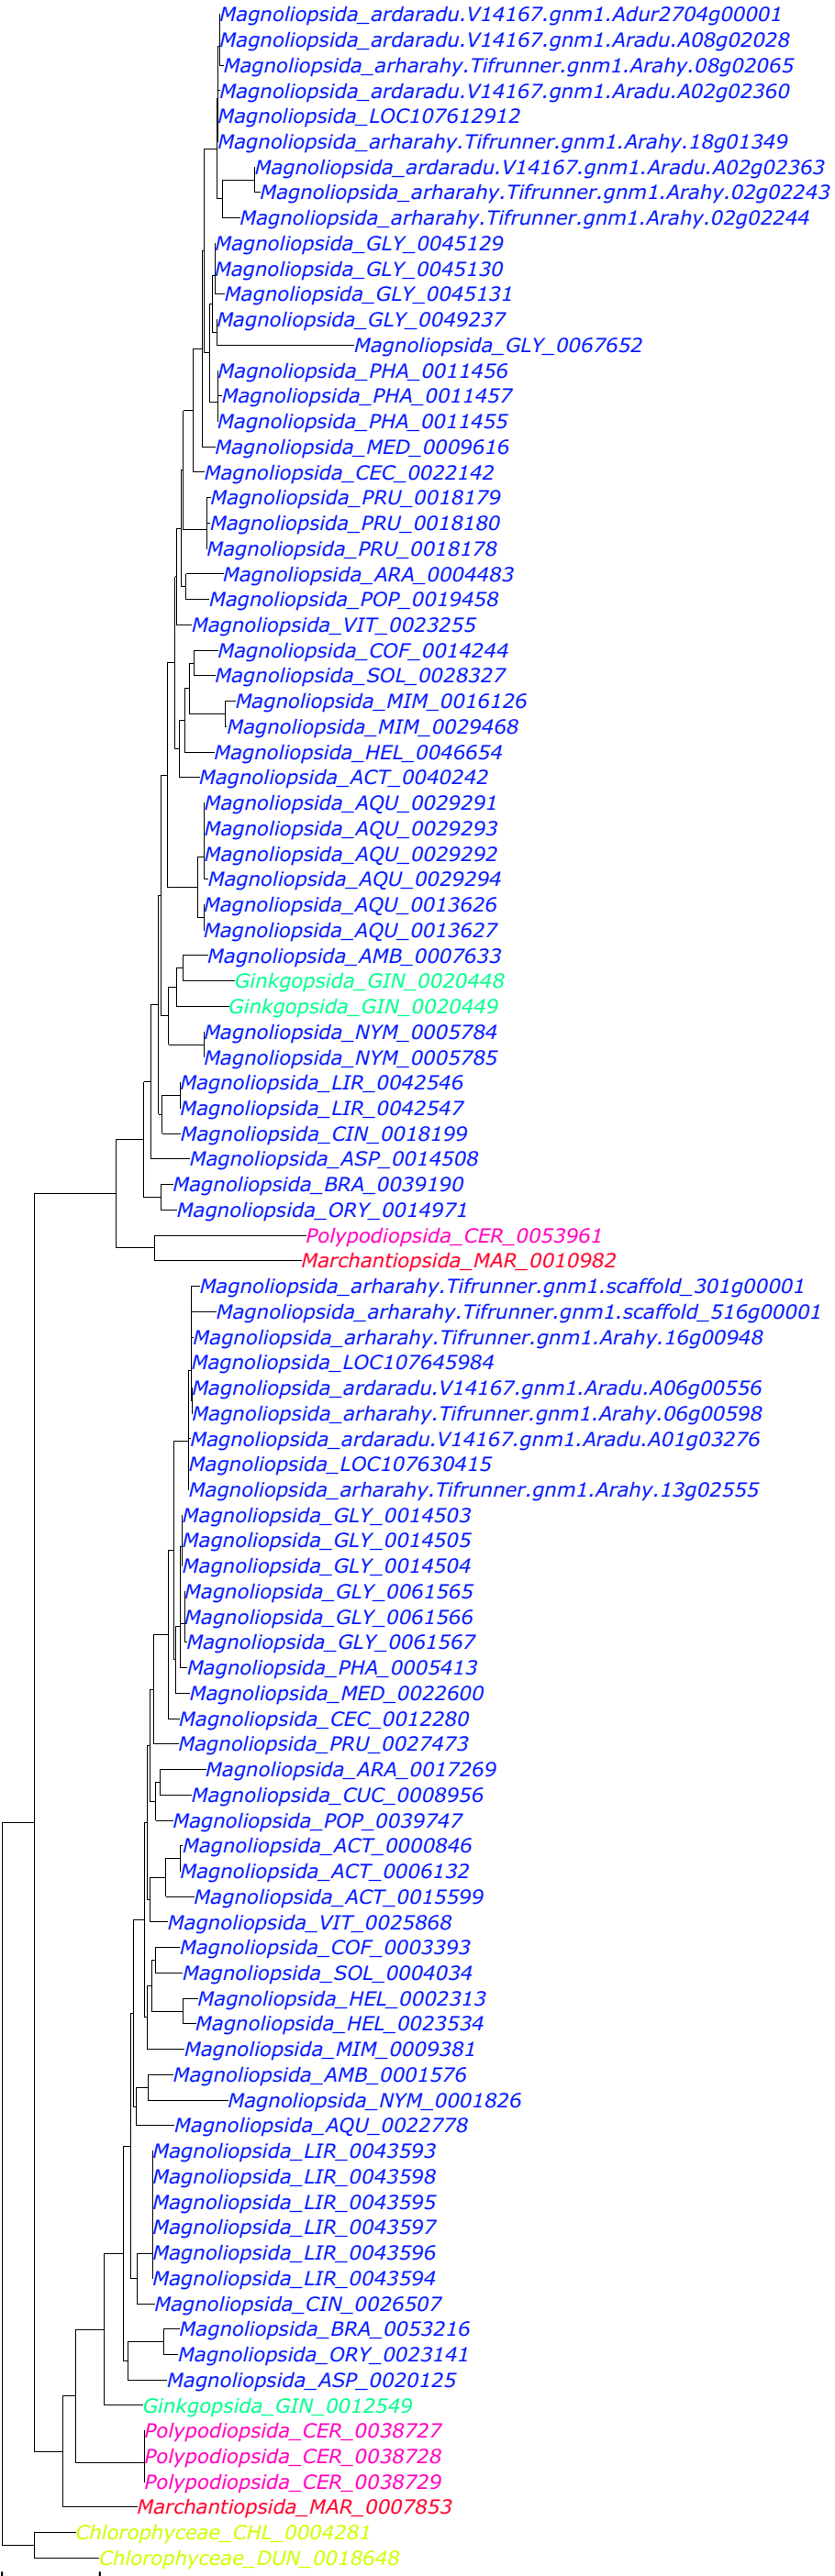 Magnoliopsida_ardaradu.V14167.gnm1.Adur2704g00001
Magnoliopsida_ardaradu.V14167.gnm1.Aradu.A08g02028
Magnoliopsida_arharahy.Tifrunner.gnm1.Arahy.08g02065
Magnoliopsida_ardaradu.V14167.gnm1.Aradu.A02g02360
Magnoliopsida_LOC107612912
Magnoliopsida_arharahy.Tifrunner.gnm1.Arahy.18g01349
Magnoliopsida_ardaradu.V14167.gnm1.Aradu.A02g02363
Magnoliopsida_arharahy.Tifrunner.gnm1.Arahy.02g02243
Magnoliopsida_arharahy.Tifrunner.gnm1.Arahy.02g02244
Magnoliopsida_GLY_0045129
Magnoliopsida_GLY_0045130
Magnoliopsida_GLY_0045131
Magnoliopsida_GLY_0049237
Magnoliopsida_GLY_0067652
Magnoliopsida_PHA_0011456
Magnoliopsida_PHA_0011457
Magnoliopsida_PHA_0011455
Magnoliopsida_MED_0009616
Magnoliopsida_CEC_0022142
Magnoliopsida_PRU_0018179
Magnoliopsida_PRU_0018180
Magnoliopsida_PRU_0018178
Magnoliopsida_ARA_0004483
Magnoliopsida_POP_0019458
Magnoliopsida_VIT_0023255
Magnoliopsida_COF_0014244
Magnoliopsida_SOL_0028327
Magnoliopsida_MIM_0016126
Magnoliopsida_MIM_0029468
Magnoliopsida_HEL_0046654
Magnoliopsida_ACT_0040242
Magnoliopsida_AQU_0029291
Magnoliopsida_AQU_0029293
Magnoliopsida_AQU_0029292
Magnoliopsida_AQU_0029294
Magnoliopsida_AQU_0013626
Magnoliopsida_AQU_0013627
Magnoliopsida_AMB_0007633
Ginkgopsida_GIN_0020448
Ginkgopsida_GIN_0020449
Magnoliopsida_NYM_0005784
Magnoliopsida_NYM_0005785
Magnoliopsida_LIR_0042546
Magnoliopsida_LIR_0042547
Magnoliopsida_CIN_0018199
Magnoliopsida_ASP_0014508
Magnoliopsida_BRA_0039190
Magnoliopsida_ORY_0014971
Polypodiopsida_CER_0053961
Marchantiopsida_MAR_0010982
Magnoliopsida_arharahy.Tifrunner.gnm1.scaffold_301g00001
Magnoliopsida_arharahy.Tifrunner.gnm1.scaffold_516g00001
Magnoliopsida_arharahy.Tifrunner.gnm1.Arahy.16g00948
Magnoliopsida_LOC107645984
Magnoliopsida_ardaradu.V14167.gnm1.Aradu.A06g00556
Magnoliopsida_arharahy.Tifrunner.gnm1.Arahy.06g00598
Magnoliopsida_ardaradu.V14167.gnm1.Aradu.A01g03276
Magnoliopsida_LOC107630415
Magnoliopsida_arharahy.Tifrunner.gnm1.Arahy.13g02555
Magnoliopsida_GLY_0014503
Magnoliopsida_GLY_0014505
Magnoliopsida_GLY_0014504
Magnoliopsida_GLY_0061565
Magnoliopsida_GLY_0061566
Magnoliopsida_GLY_0061567
Magnoliopsida_PHA_0005413
Magnoliopsida_MED_0022600
Magnoliopsida_CEC_0012280
Magnoliopsida_PRU_0027473
Magnoliopsida_ARA_0017269
Magnoliopsida_CUC_0008956
Magnoliopsida_POP_0039747
Magnoliopsida_ACT_0000846
Magnoliopsida_ACT_0006132
Magnoliopsida_ACT_0015599
Magnoliopsida_VIT_0025868
Magnoliopsida_COF_0003393
Magnoliopsida_SOL_0004034
Magnoliopsida_HEL_0002313
Magnoliopsida_HEL_0023534
Magnoliopsida_MIM_0009381
Magnoliopsida_AMB_0001576
Magnoliopsida_NYM_0001826
Magnoliopsida_AQU_0022778
Magnoliopsida_LIR_0043593
Magnoliopsida_LIR_0043598
Magnoliopsida_LIR_0043595
Magnoliopsida_LIR_0043597
Magnoliopsida_LIR_0043596
Magnoliopsida_LIR_0043594
Magnoliopsida_CIN_0026507
Magnoliopsida_BRA_0053216
Magnoliopsida_ORY_0023141
Magnoliopsida_ASP_0020125
Ginkgopsida_GIN_0012549
Polypodiopsida_CER_0038727
Polypodiopsida_CER_0038728
Polypodiopsida_CER_0038729
Marchantiopsida_MAR_0007853
Chlorophyceae_CHL_0004281
Chlorophyceae_DUN_0018648